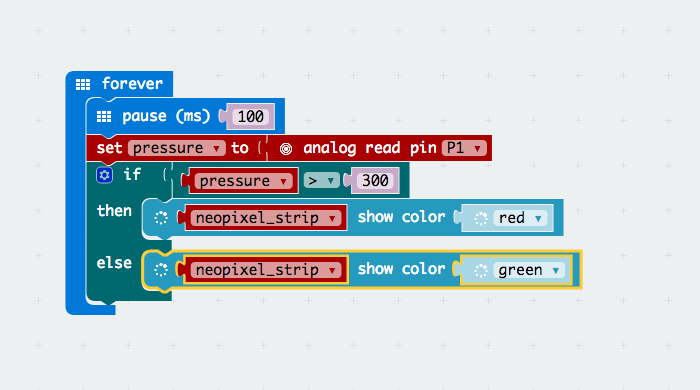 forever
pause (ms) 100
set pressure to analog read pin P1
if pressure > 300
then neopixel_strip show color red
else neopixel_strip show color green